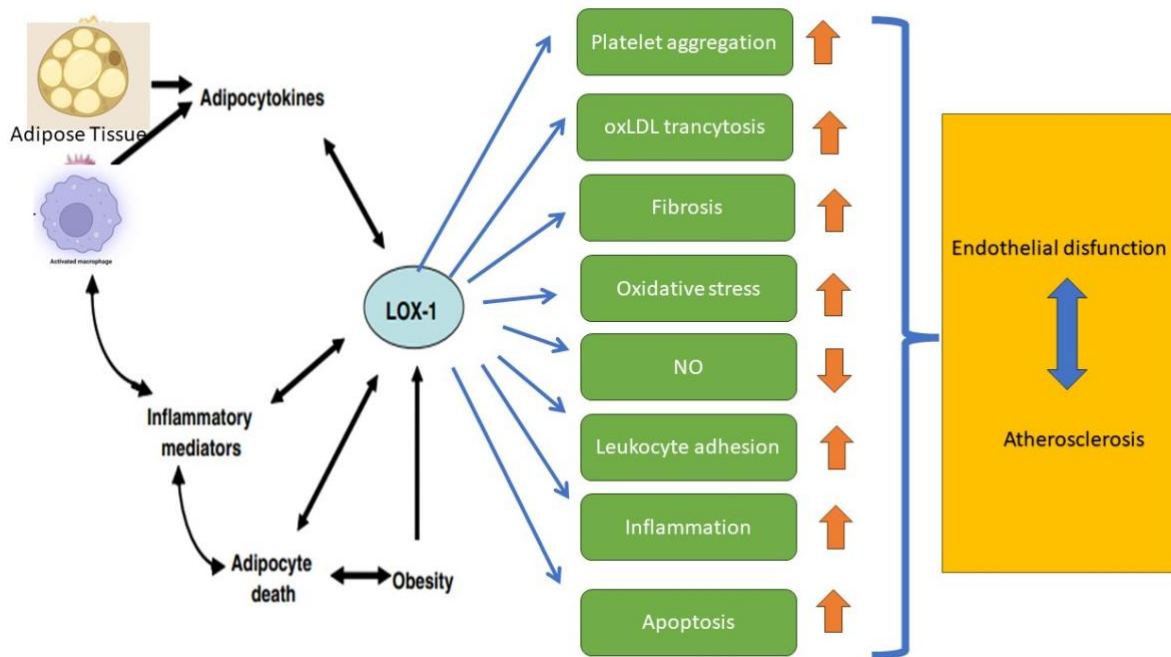 Adipose Tissue
Activated macrophage
Adipocytokines
LOX-1
Inflammatory
mediators
Adipocyte
death
Obesity
Platelet aggregation
oxLDL trancytosis
Fibrosis
Oxidative stress
NO
Leukocyte adhesion
Inflammation
Apoptosis
Endothelial disfunction
Atherosclerosis